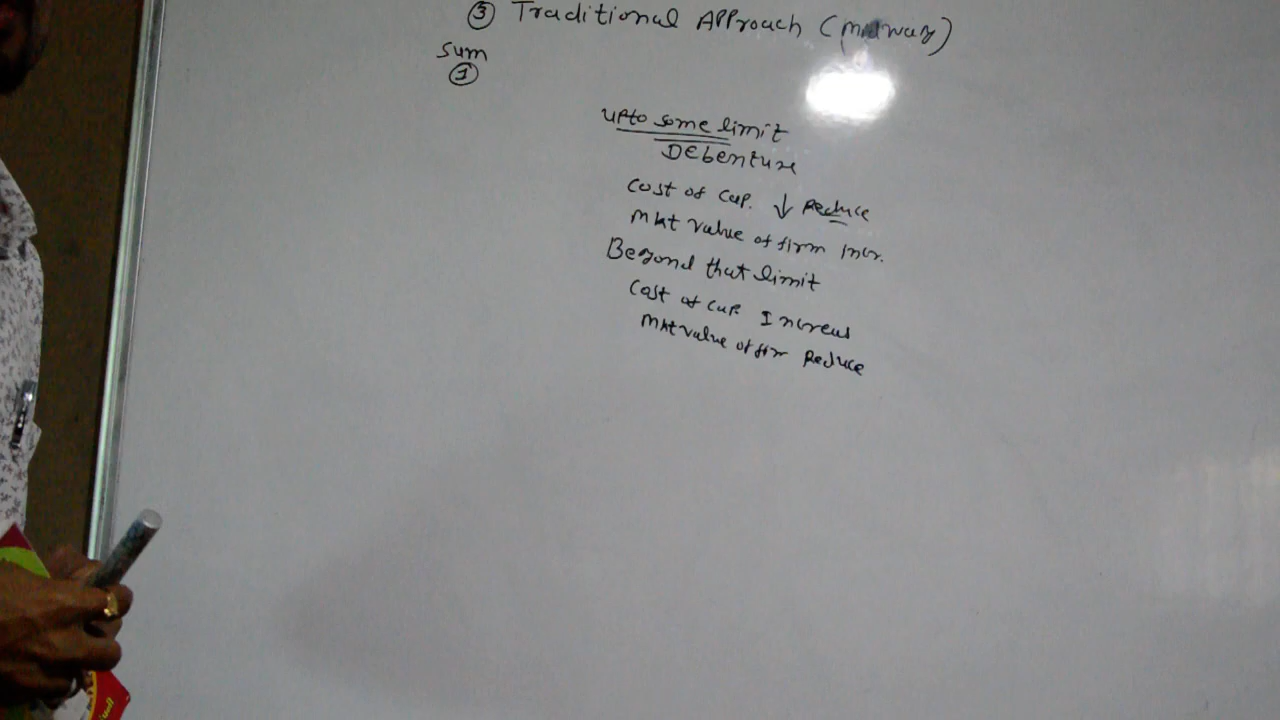 ③ Traditional Approach (midway)
Sum
①
upto some limit
Debenture
Cost of Cap. ↓ Reduce
Mkt value of firm Incr.
Beyond that limit
Cost of Cap. Increas
Mkt value of firm Reduce